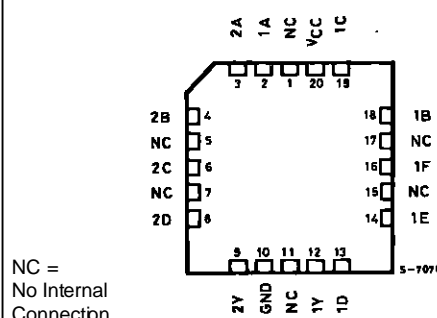 2A 1A NC VCC 1C
3 2 1 20 19
2B 4 18 1B
NC 5 17 NC
2C 6 16 1F
NC 7 15 NC
2D 8 14 1E
9 10 11 12 13
2Y GND NC 1Y 1D
NC =
No Internal
Connection